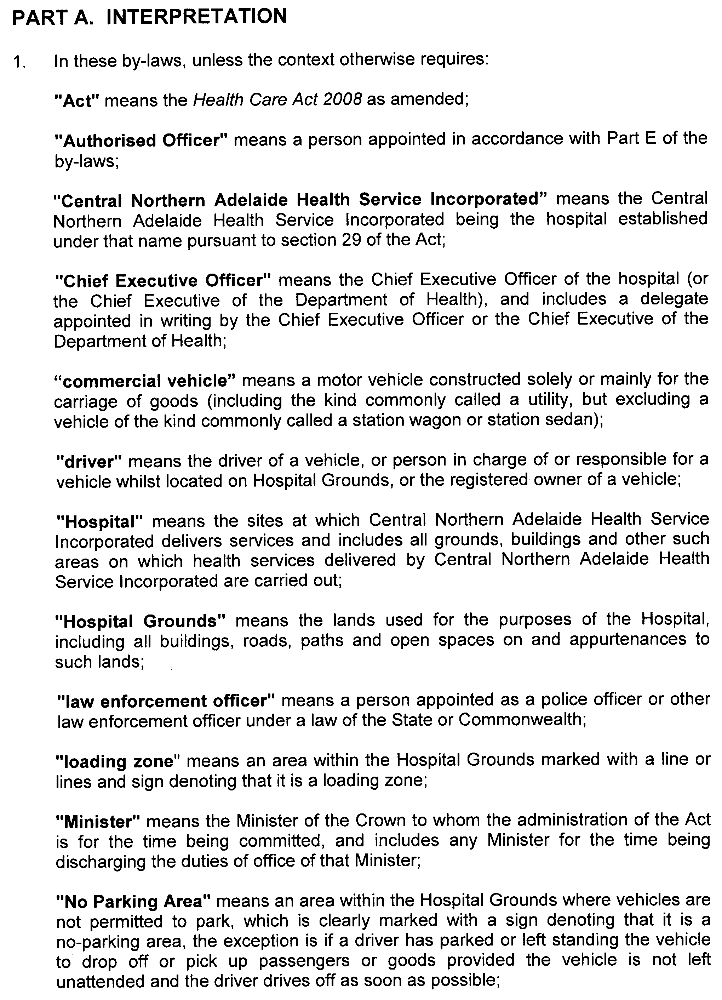 PART A. INTERPRETATION
1. In these by-laws, unless the context otherwise requires:
"Act" means the Health Care Act 2008 as amended;
"Authorised Officer" means a person appointed in accordance with Part E of the
by-laws;
"Central Northern Adelaide Health Service Incorporated” means the Central
Northern Adelaide Health Service Incorporated being the hospital established
under that name pursuant to section 29 of the Act;
"Chief Executive Officer" means the Chief Executive Officer of the hospital (or
the Chief Executive of the Department of Health), and includes a delegate
appointed in writing by the Chief Executive Officer or the Chief Executive of the
Department of Health;
“commercial vehicle” means a motor vehicle constructed solely or mainly for the
carriage of goods (including the kind commonly called a utility, but excluding a
vehicle of the kind commonly called a station wagon or station sedan);
"driver" means the driver of a vehicle, or person in charge of or responsible for a
vehicle whilst located on Hospital Grounds, or the registered owner of a vehicle;
"Hospital" means the sites at which Central Northern Adelaide Health Service
Incorporated delivers services and includes all grounds, buildings and other such
areas on which health services delivered by Central Northern Adelaide Health
Service Incorporated are carried out;
"Hospital Grounds" means the lands used for the purposes of the Hospital,
including all buildings, roads, paths and open spaces on and appurtenances to
such lands;
"law enforcement officer" means a person appointed as a police officer or other
law enforcement officer under a law of the State or Commonwealth;
"loading zone" means an area within the Hospital Grounds marked with a line or
lines and sign denoting that it is a loading zone;
"Minister" means the Minister of the Crown to whom the administration of the Act
is for the time being committed, and includes any Minister for the time being
discharging the duties of office of that Minister;
"No Parking Area" means an area within the Hospital Grounds where vehicles are
not permitted to park, which is clearly marked with a sign denoting that it is a
no-parking area, the exception is if a driver has parked or left standing the vehicle
to drop off or pick up passengers or goods provided the vehicle is not left
unattended and the driver drives off as soon as possible;